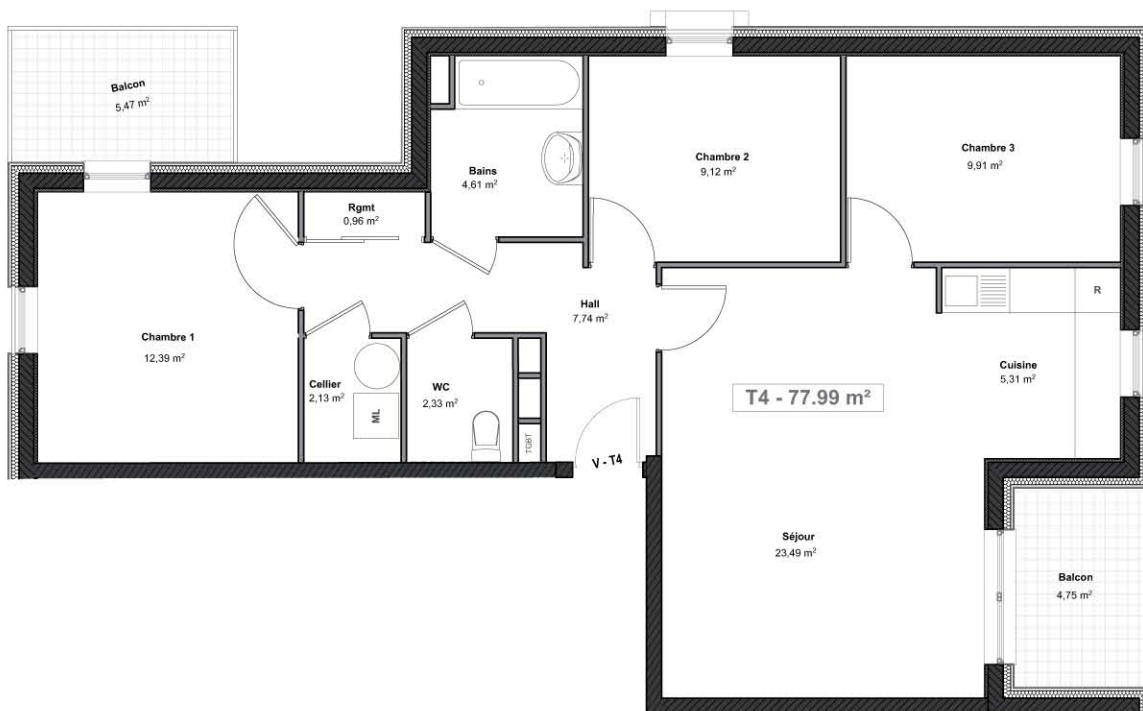 Balcon
5,47 m²
Bains
4,61 m²
Chambre 2
9,12 m²
Chambre 3
9,91 m²
Rgmt
0,96 m²
Hall
7,74 m²
R
Chambre 1
12,39 m²
Cellier
2,13 m²
ML
WC
2,33 m²
TGBT
V - T4
Cuisine
5,31 m²
T4 - 77.99 m²
Séjour
23,49 m²
Balcon
4,75 m²